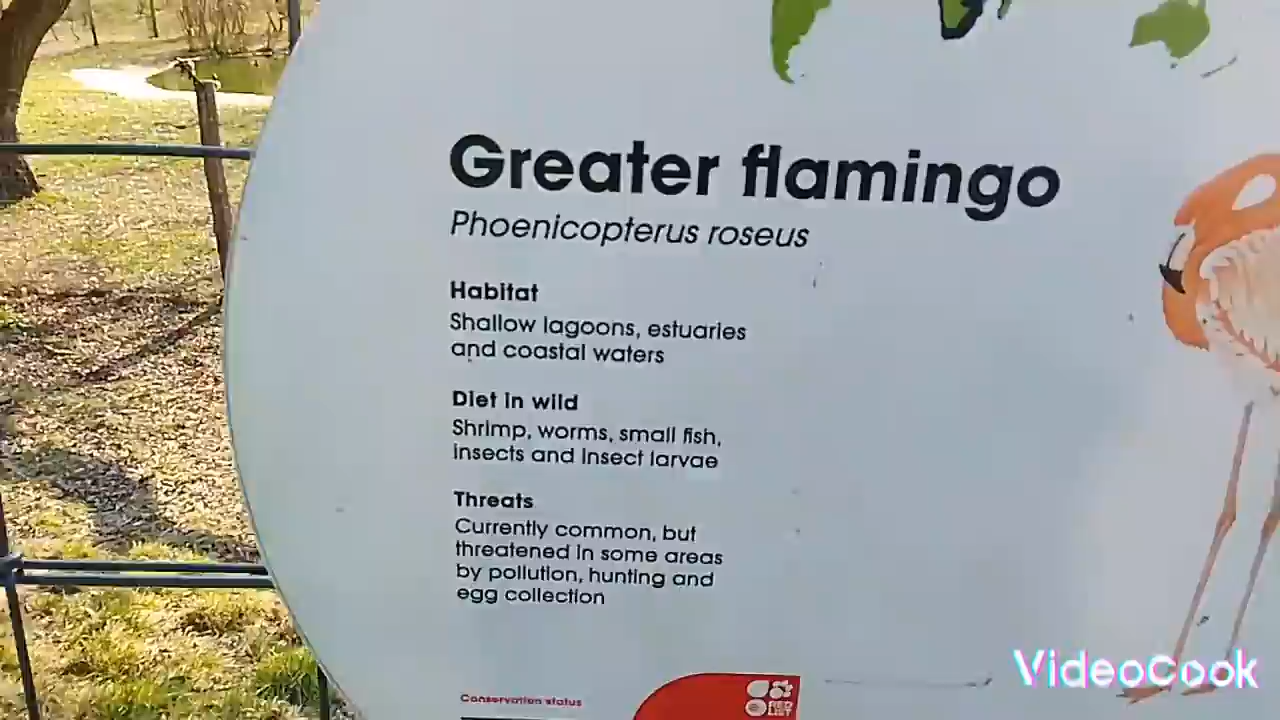 Greater flamingo
Phoenicopterus roseus
Habitat
Shallow lagoons, estuaries
and coastal waters
Diet in wild
Shrimp, worms, small fish,
insects and insect larvae
Threats
Currently common, but
threatened in some areas
by pollution, hunting and
egg collection
Conservation status
RED
LIST
VideoCook